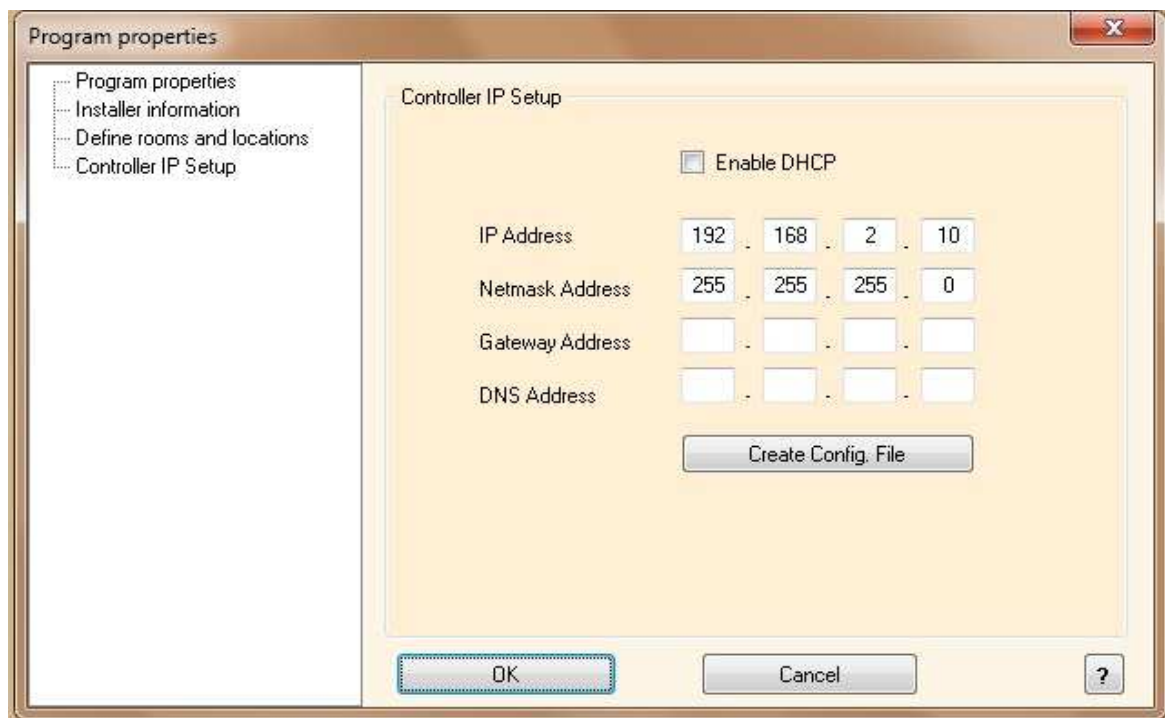 Program properties
Program properties
Installer information
Define rooms and locations
Controller IP Setup
Controller IP Setup
Enable DHCP
IP Address 192 . 168 . 2 . 10
Netmask Address 255 . 255 . 255 . 0
Gateway Address . . .
DNS Address . . .
Create Config. File
OK Cancel ?